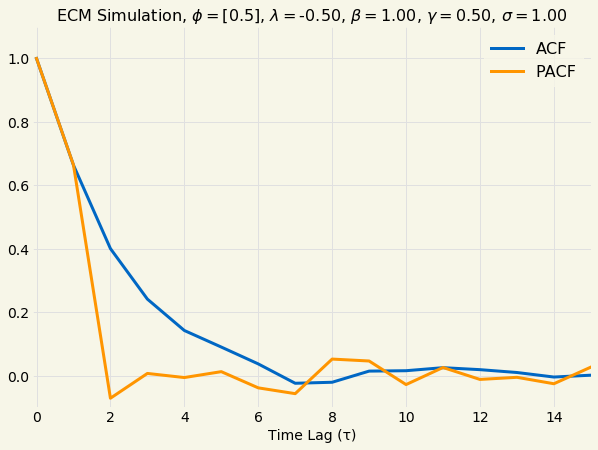 ECM Simulation, ϕ = [0.5], λ = -0.50, β = 1.00, γ = 0.50, σ = 1.00
ACF
PACF
1.0
0.8
0.6
0.4
0.2
0.0
0 2 4 6 8 10 12 14
Time Lag (τ)